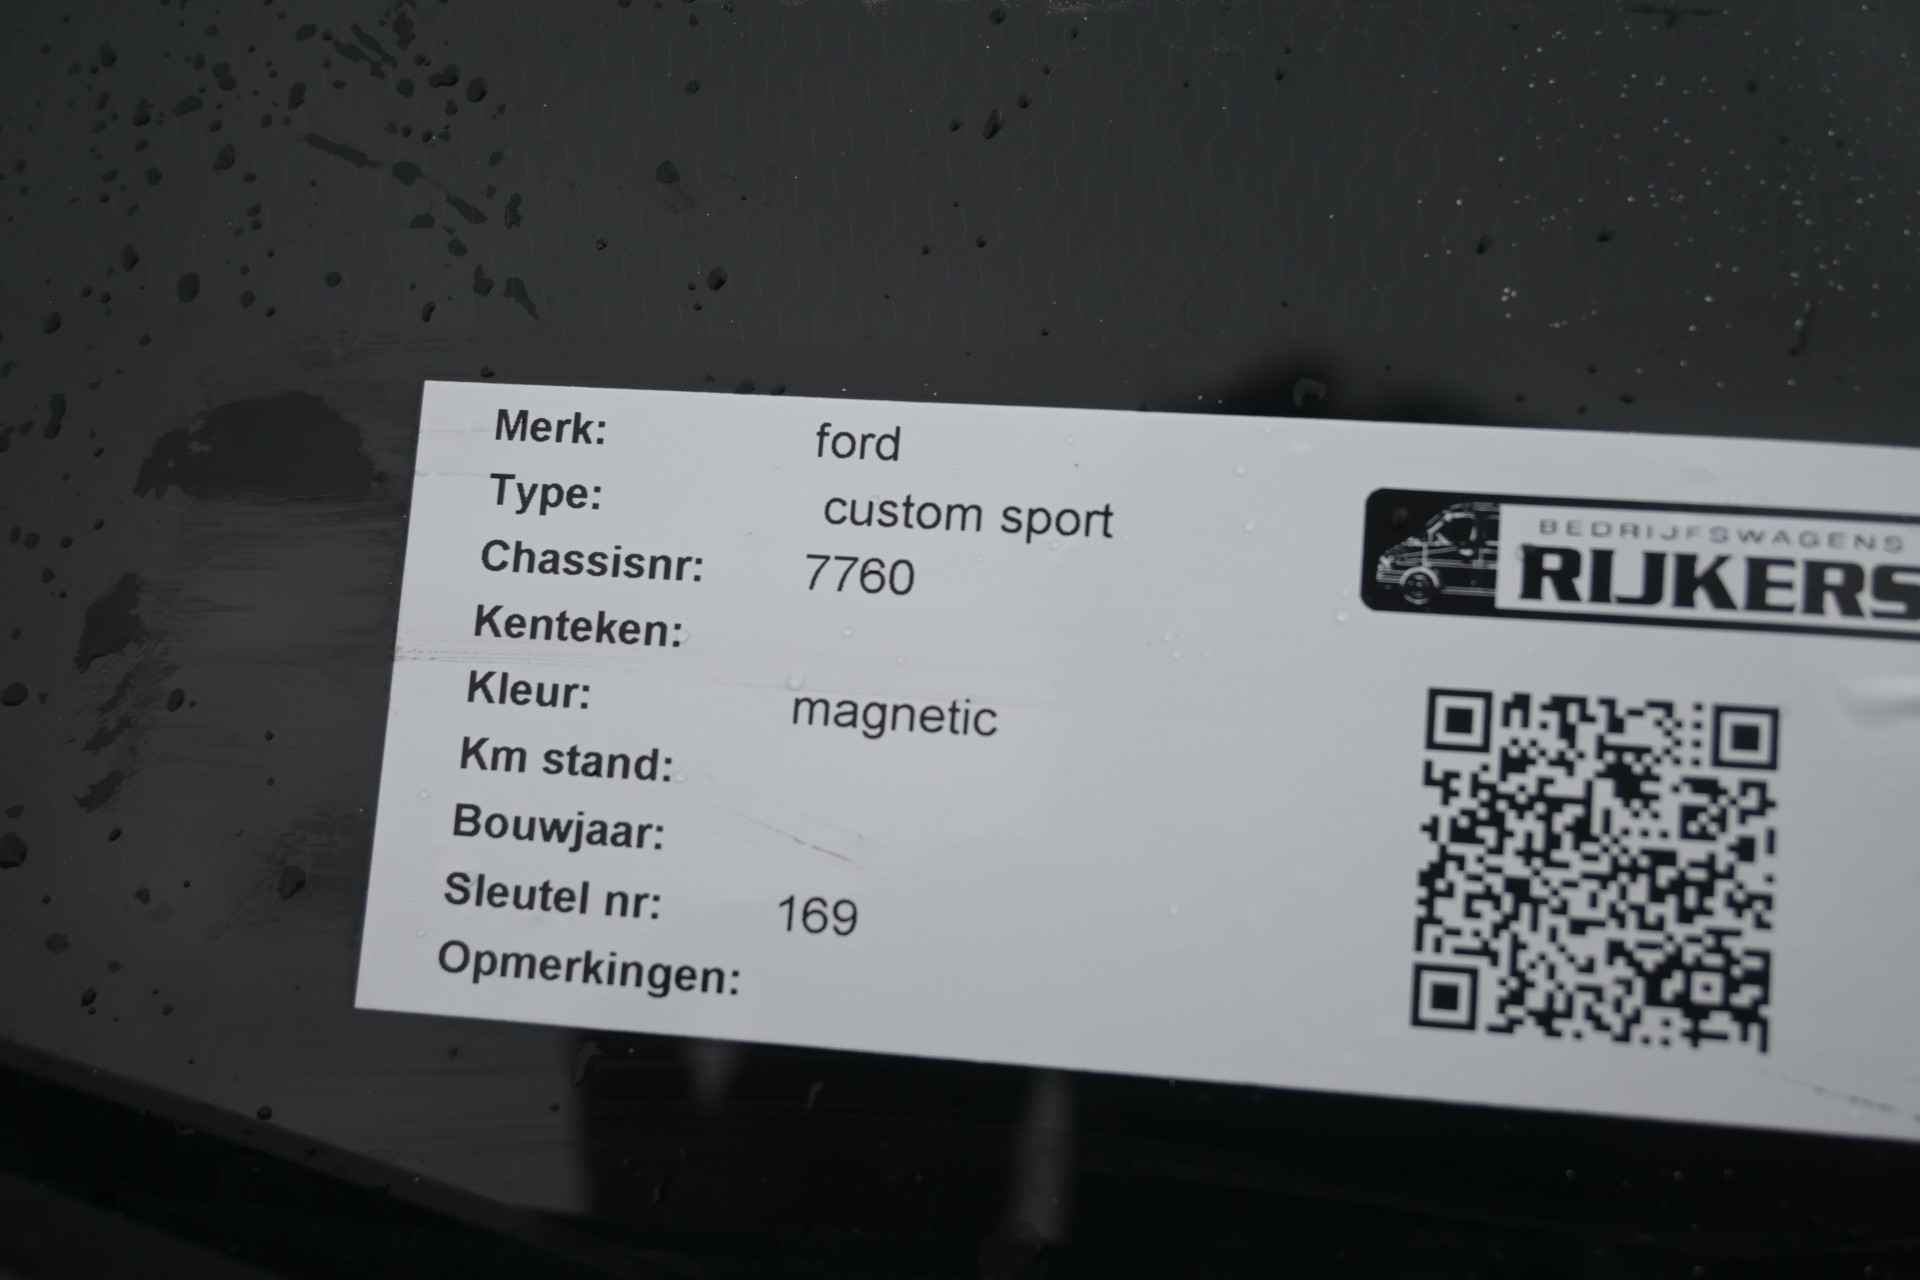 Merk: ford
Type: custom sport
Chassisnr: 7760
Kenteken:
Kleur: magnetic
Km stand:
Bouwjaar:
Sleutel nr: 169
Opmerkingen:
BEDRIJFSWAGENS
RIJKERS